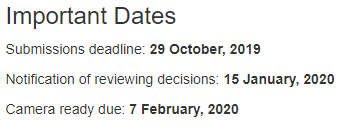 Important Dates
Submissions deadline: 29 October, 2019
Notification of reviewing decisions: 15 January, 2020
Camera ready due: 7 February, 2020